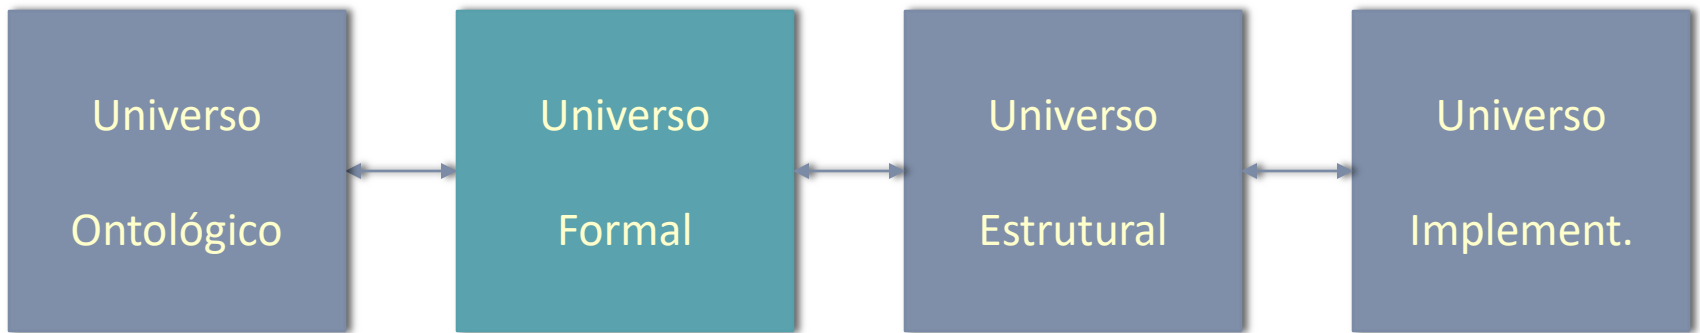 Universo
Ontológico
Universo
Formal
Universo
Estrutural
Universo
Implement.